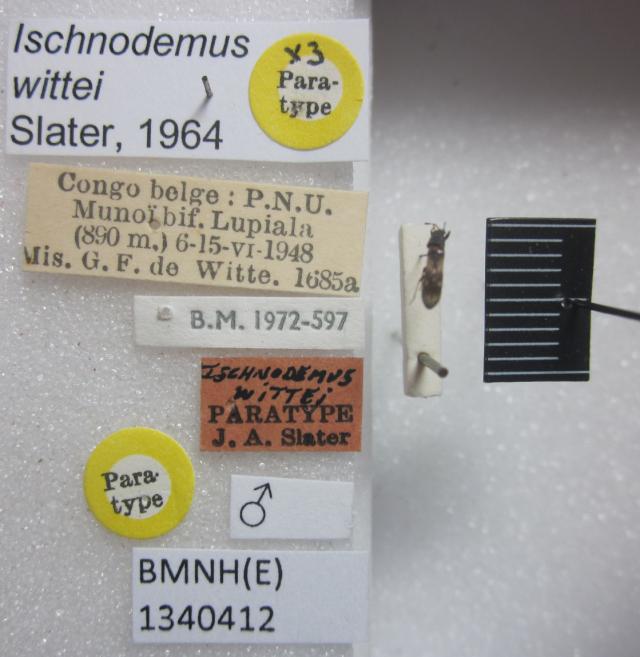 Ischnodemus
wittei
Slater, 1964
x3
Para-
type
Congo belge : P.N.U.
Munoï bif. Lupiala
(890 m.) 6-15-VI-1948
Mis. G. F. de Witte. 1685a
B.M. 1972-597
ISCHNODEMUS
WITTEi
PARATYPE
J. A. Slater
Para-
type
♂
BMNH(E)
1340412